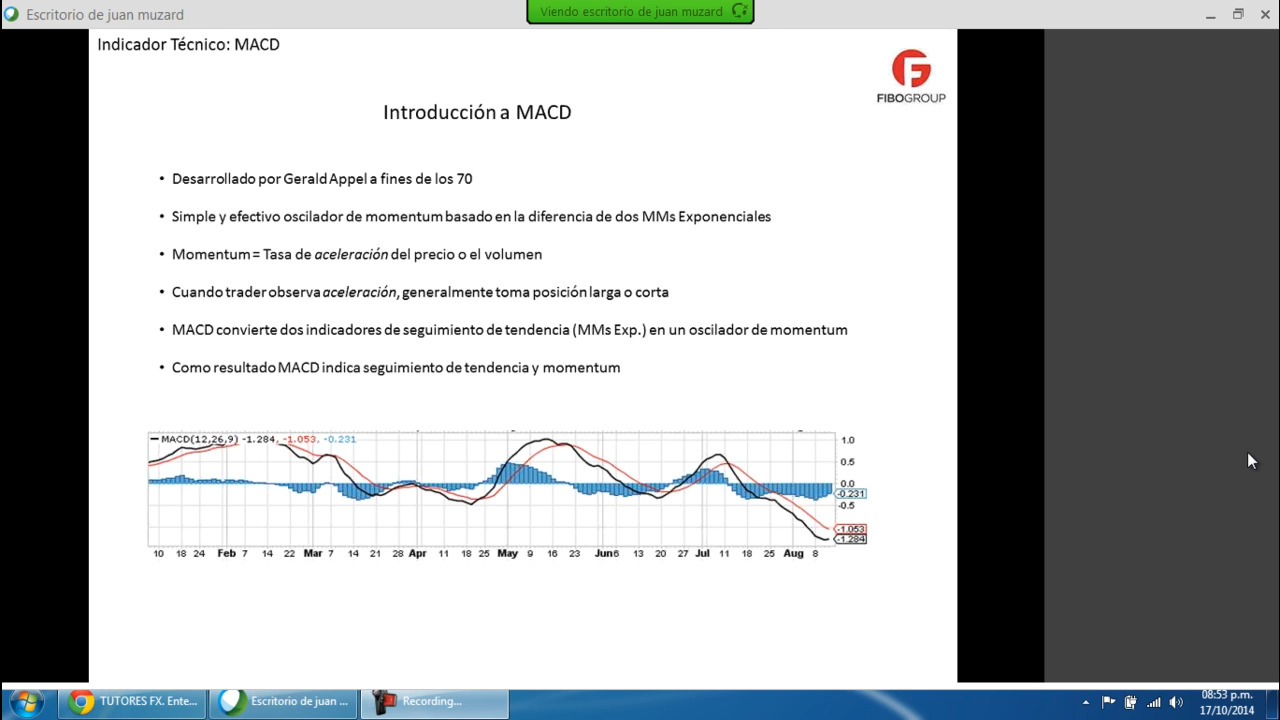 Escritorio de juan muzard
Viendo escritorio de juan muzard
Indicador Técnico: MACD
FIBOGROUP
Introducción a MACD
• Desarrollado por Gerald Appel a fines de los 70
• Simple y efectivo oscilador de momentum basado en la diferencia de dos MMs Exponenciales
• Momentum = Tasa de aceleración del precio o el volumen
• Cuando trader observa aceleración, generalmente toma posición larga o corta
• MACD convierte dos indicadores de seguimiento de tendencia (MMs Exp.) en un oscilador de momentum
• Como resultado MACD indica seguimiento de tendencia y momentum
MACD(12,26,9) -1.284, -1.053, -0.231
1.0
0.5
0.0
-0.231
-0.5
-1.053
-1.284
10 18 24 Feb 7 14 22 Mar 7 14 21 28 Apr 11 18 25 May 9 16 23 Jun 6 13 20 27 Jul 11 18 25 Aug 8
TUTORES FX. Ente...
Escritorio de juan ...
Recording...
08:53 p.m.
17/10/2014